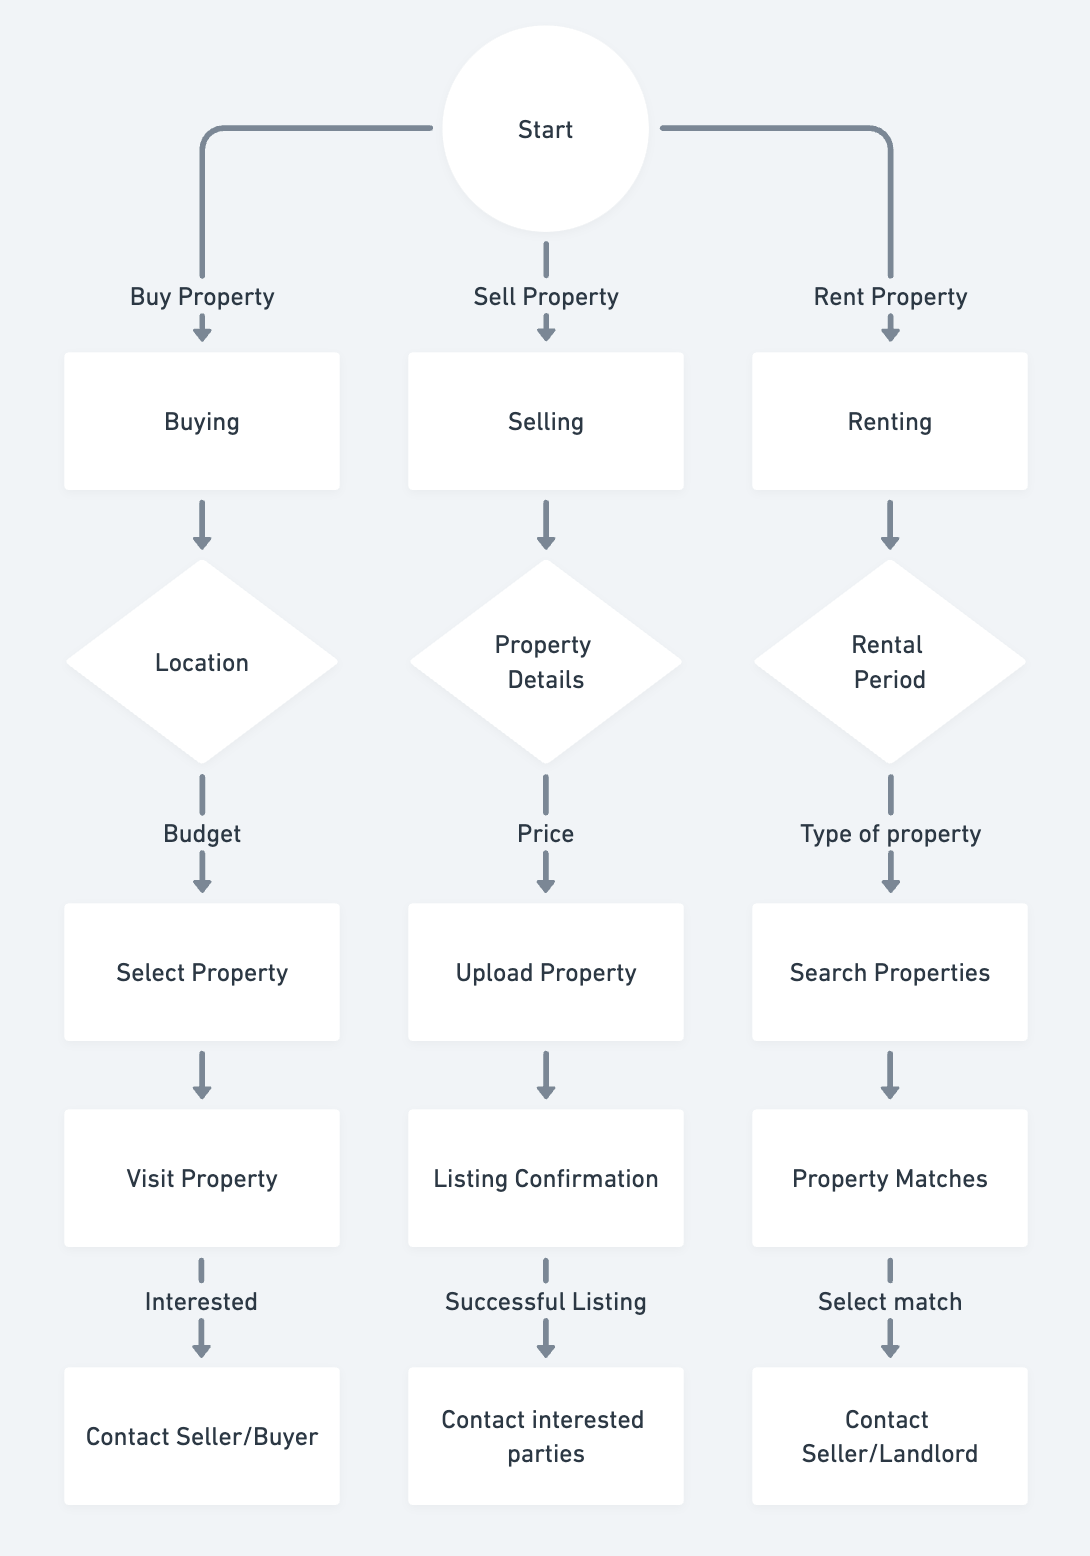 Start
Buy Property
Sell Property
Rent Property
Buying
Selling
Renting
Location
Property
Details
Rental
Period
Budget
Price
Type of property
Select Property
Upload Property
Search Properties
Visit Property
Listing Confirmation
Property Matches
Interested
Successful Listing
Select match
Contact Seller/Buyer
Contact interested
parties
Contact
Seller/Landlord